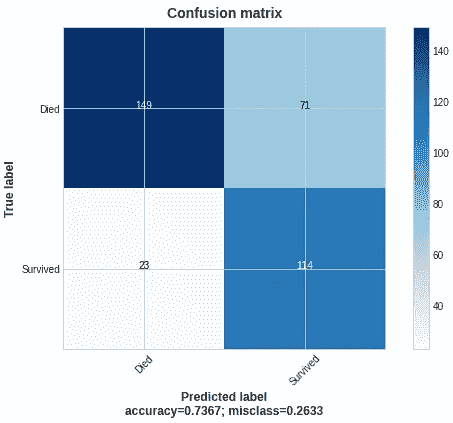 Confusion matrix
140
Died
149
71
120
100
True label
80
60
Survived
23
114
40
Died
Survived
Predicted label
accuracy=0.7367; misclass=0.2633